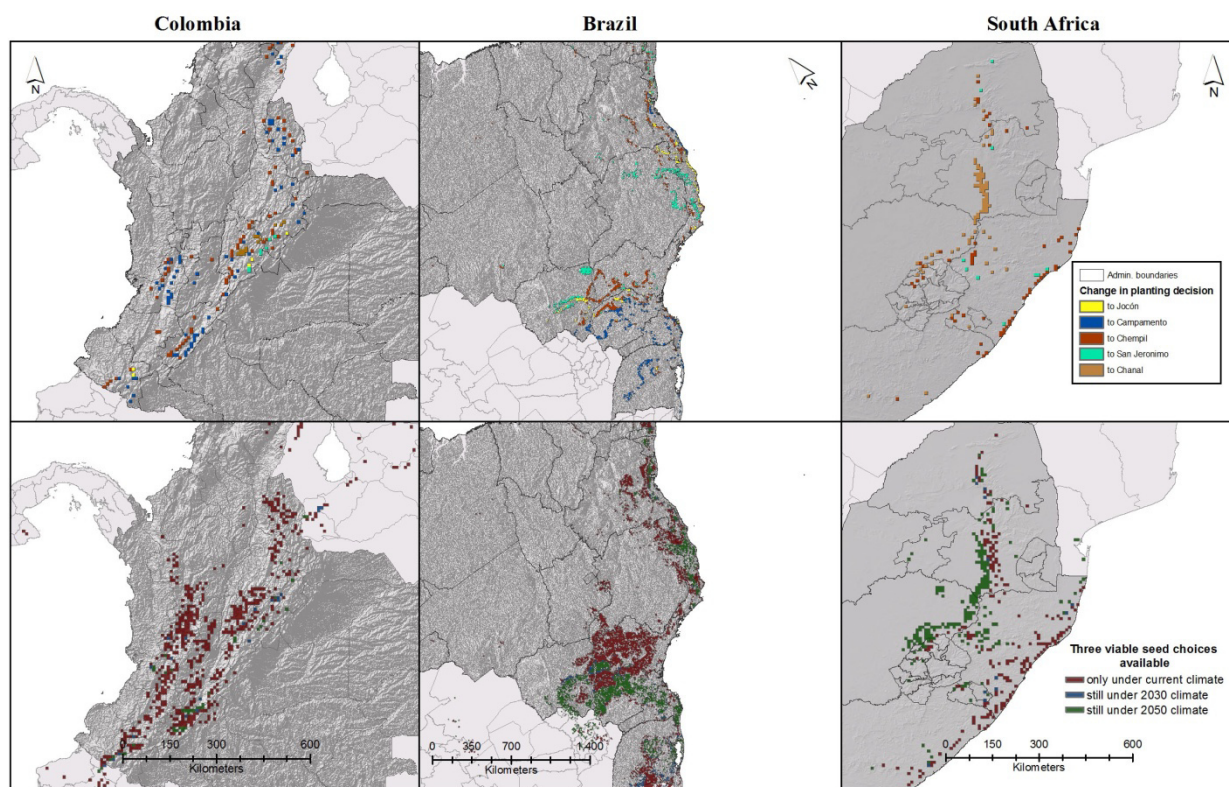 Colombia
Brazil
South Africa
N
N
N
Admin. boundaries
Change in planting decision
to Jocón
to Campamento
to Chempil
to San Jeronimo
to Chanal
Three viable seed choices
available
only under current climate
still under 2030 climate
still under 2050 climate
0 150 300 600
Kilometers
0 350 700 1,400
Kilometers
0 150 300 600
Kilometers